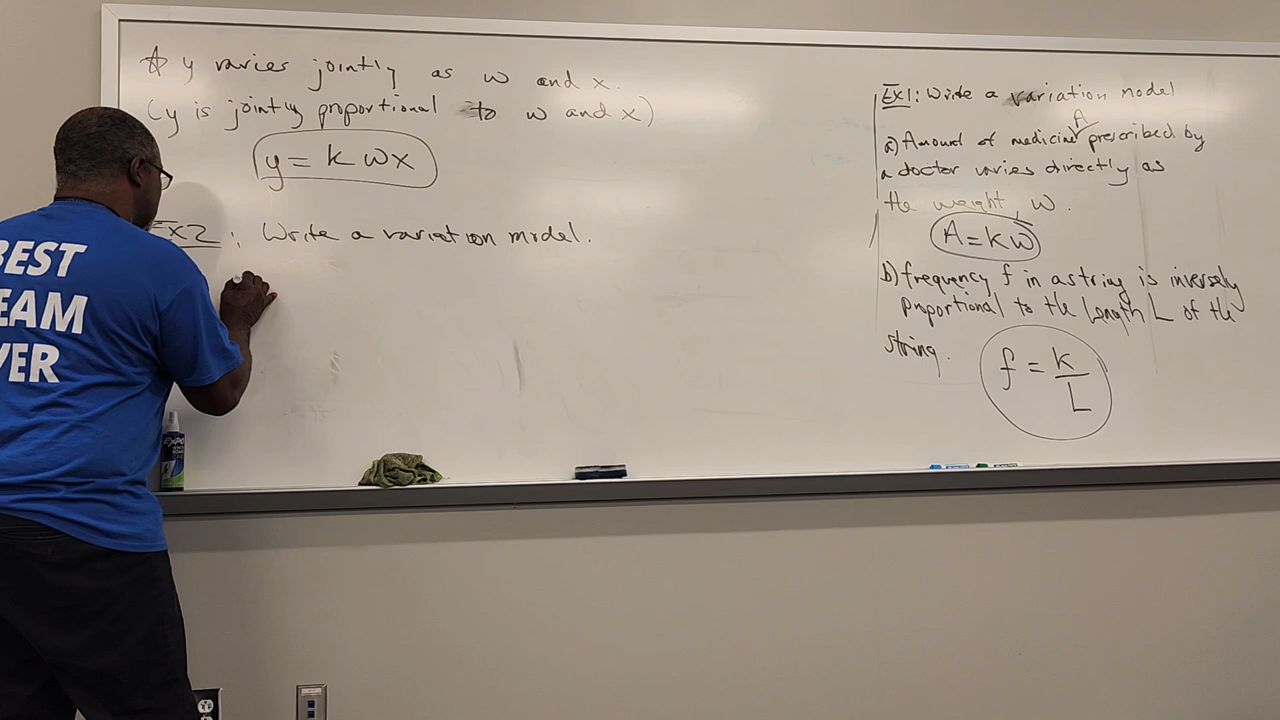 ☆ y varies jointly as w and x.
(y is jointly proportional to w and x)
y = k w x
Ex2: Write a variation model.
Ex1: Write a variation model
a) Amount of medicine A prescribed by
a doctor varies directly as
the weight, w.
A = k w
b) frequency f in a string is inversely
proportional to the length L of the
string.
f = k/L
BEST
EAM
VER
EXPO